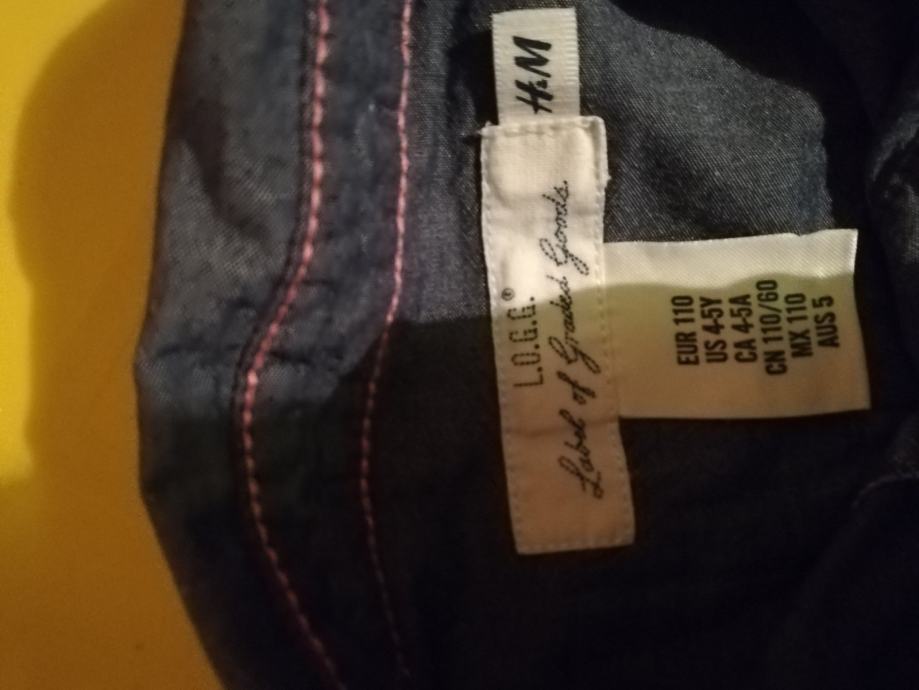 H&M
L.O.G.G.®
Label of Graded Goods.
EUR 110
US 4-5Y
CA 4-5A
CN 110/60
MX 110
AUS 5